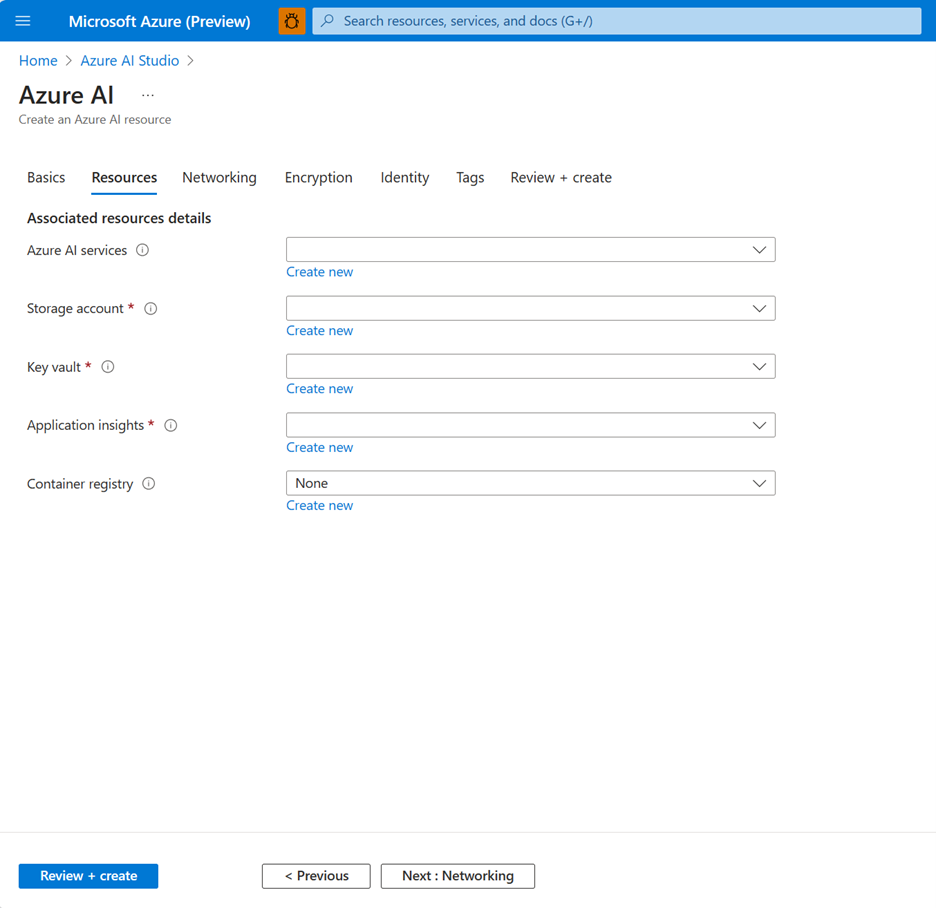 Microsoft Azure (Preview)
Search resources, services, and docs (G+/)
Home > Azure AI Studio >
Azure AI ...
Create an Azure AI resource
Basics Resources Networking Encryption Identity Tags Review + create
Associated resources details
Azure AI services
Create new
Storage account *
Create new
Key vault *
Create new
Application insights *
Create new
Container registry None
Create new
Review + create < Previous Next : Networking